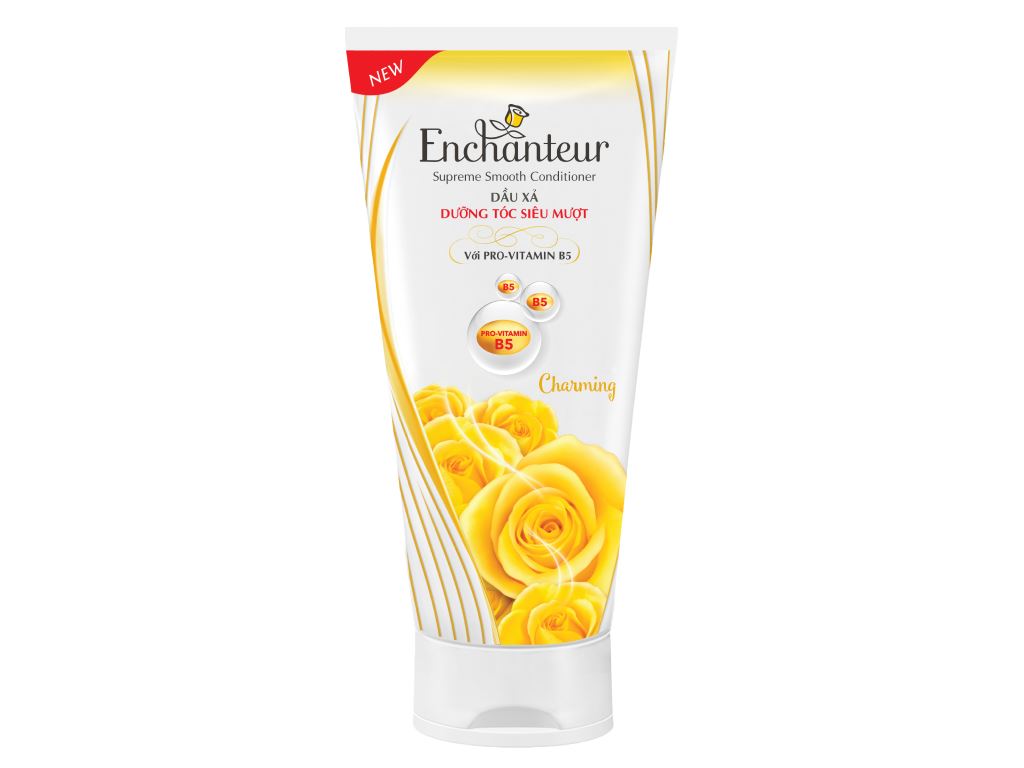 NEW
Enchanteur
Supreme Smooth Conditioner
DẦU XẢ
DƯỠNG TÓC SIÊU MƯỢT
Với PRO-VITAMIN B5
B5
B5
PRO-VITAMIN
B5
Charming